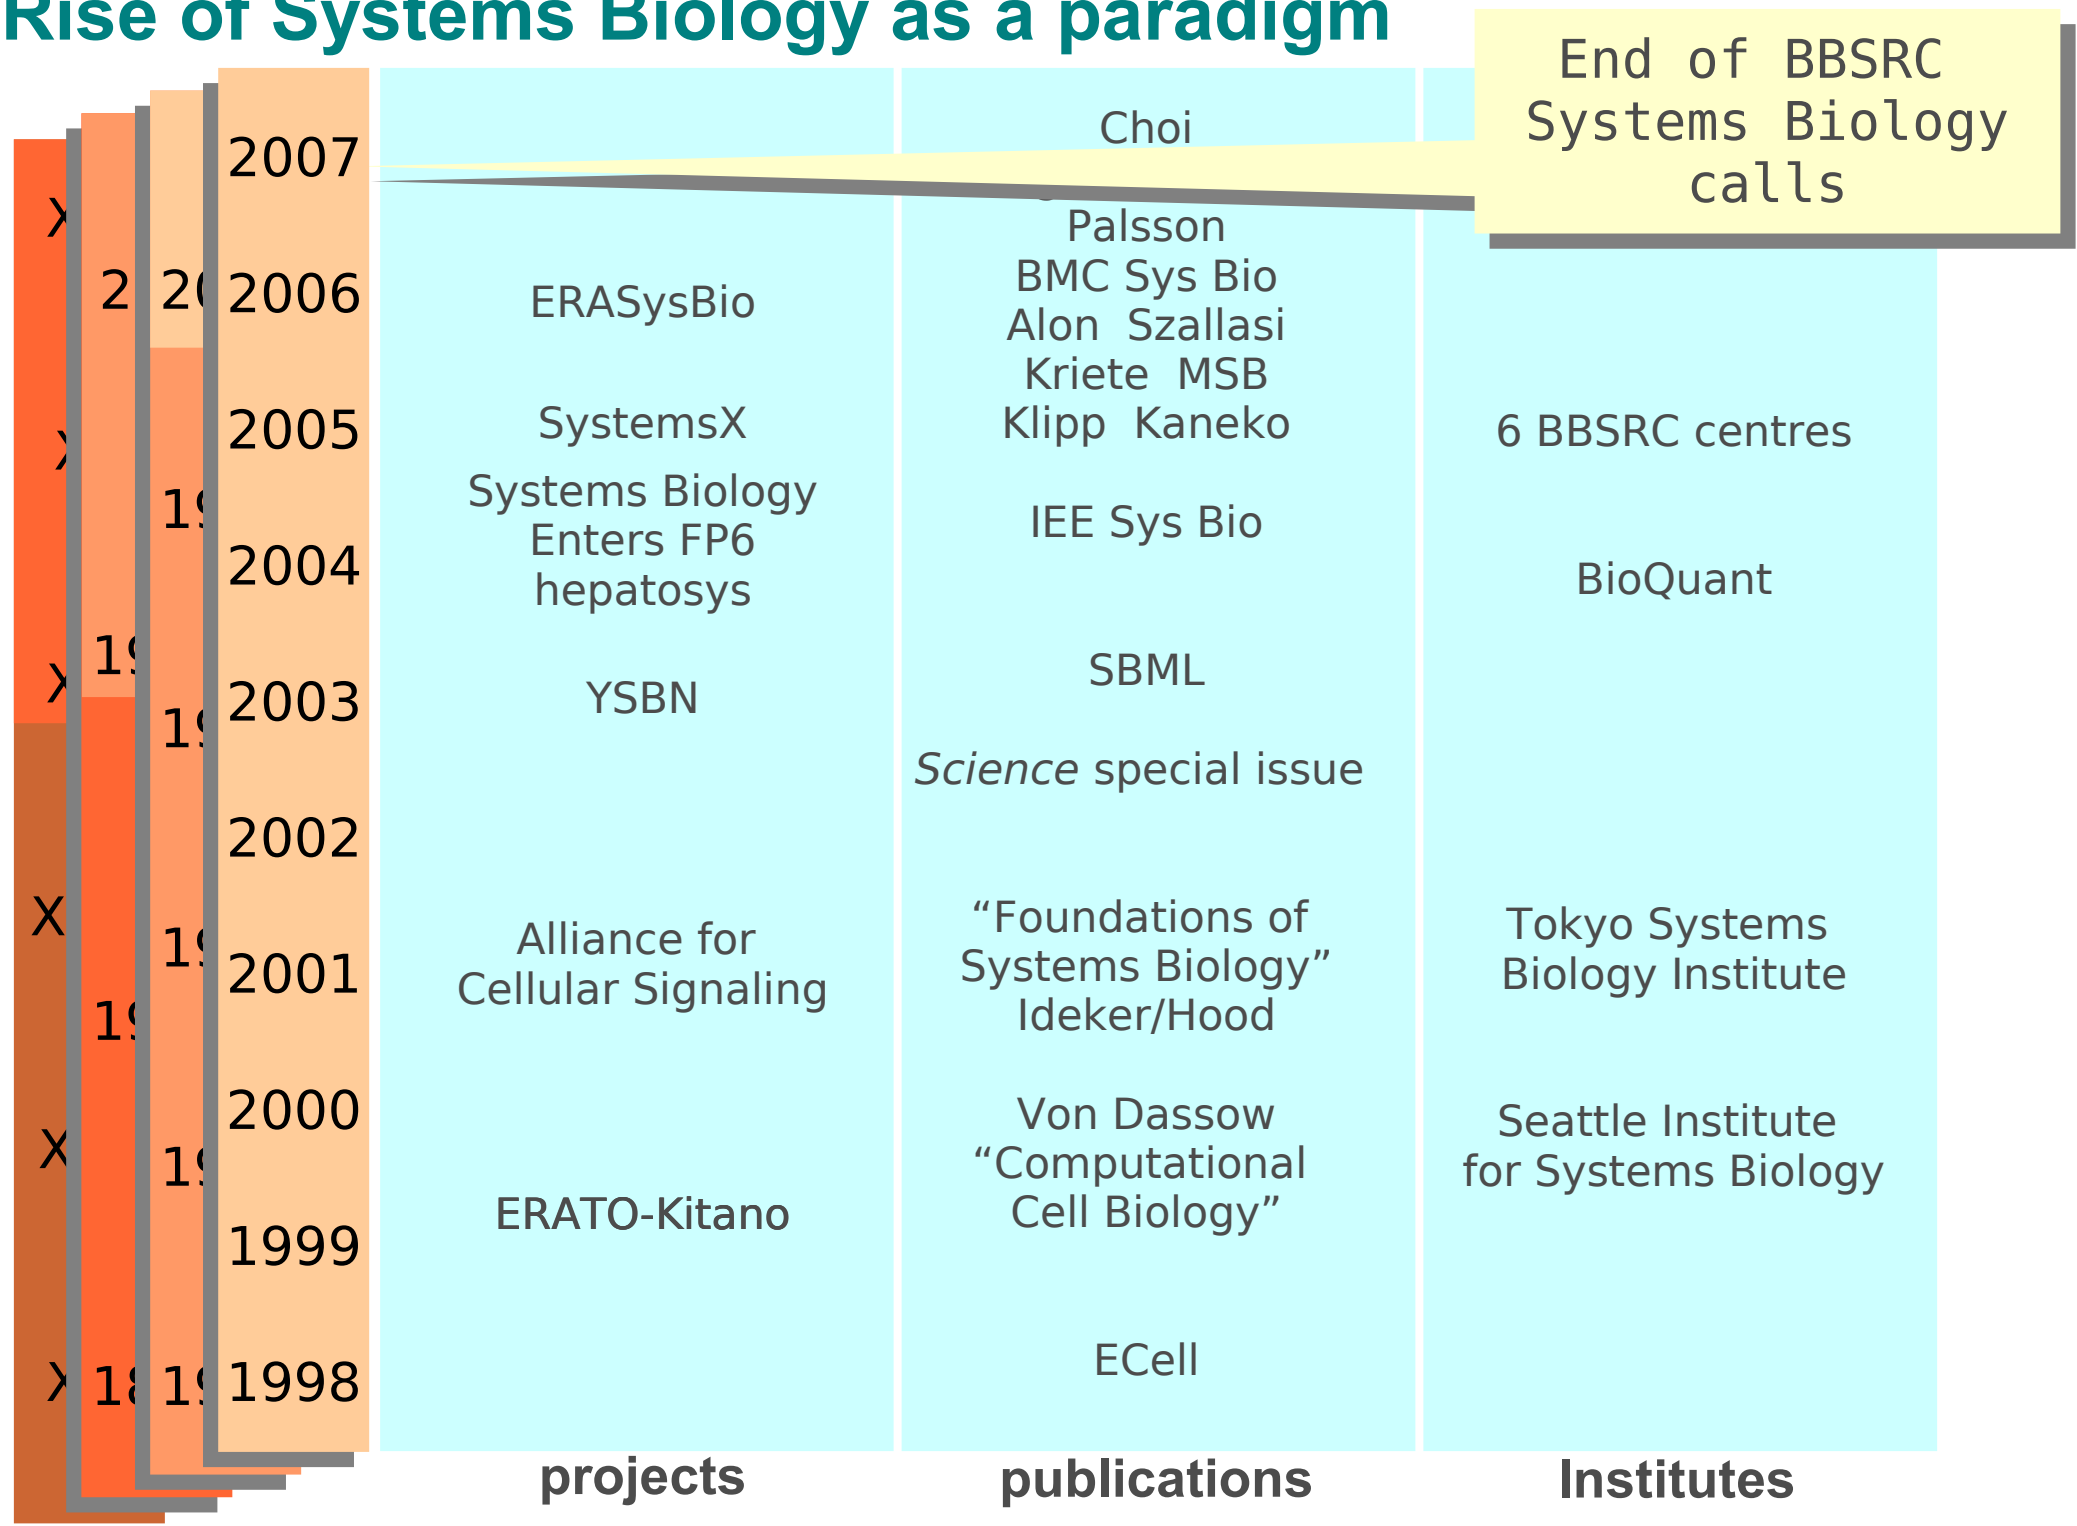 Rise of Systems Biology as a paradigm
End of BBSRC
Systems Biology
calls
2007
2006
2005
2004
2003
2002
2001
2000
1999
1998
ERASysBio
SystemsX
Systems Biology
Enters FP6
hepatosys
YSBN
Alliance for
Cellular Signaling
ERATO-Kitano
projects
Choi
Palsson
BMC Sys Bio
Alon Szallasi
Kriete MSB
Klipp Kaneko
IEE Sys Bio
SBML
Science special issue
“Foundations of
Systems Biology”
Ideker/Hood
Von Dassow
“Computational
Cell Biology”
ECell
publications
6 BBSRC centres
BioQuant
Tokyo Systems
Biology Institute
Seattle Institute
for Systems Biology
Institutes